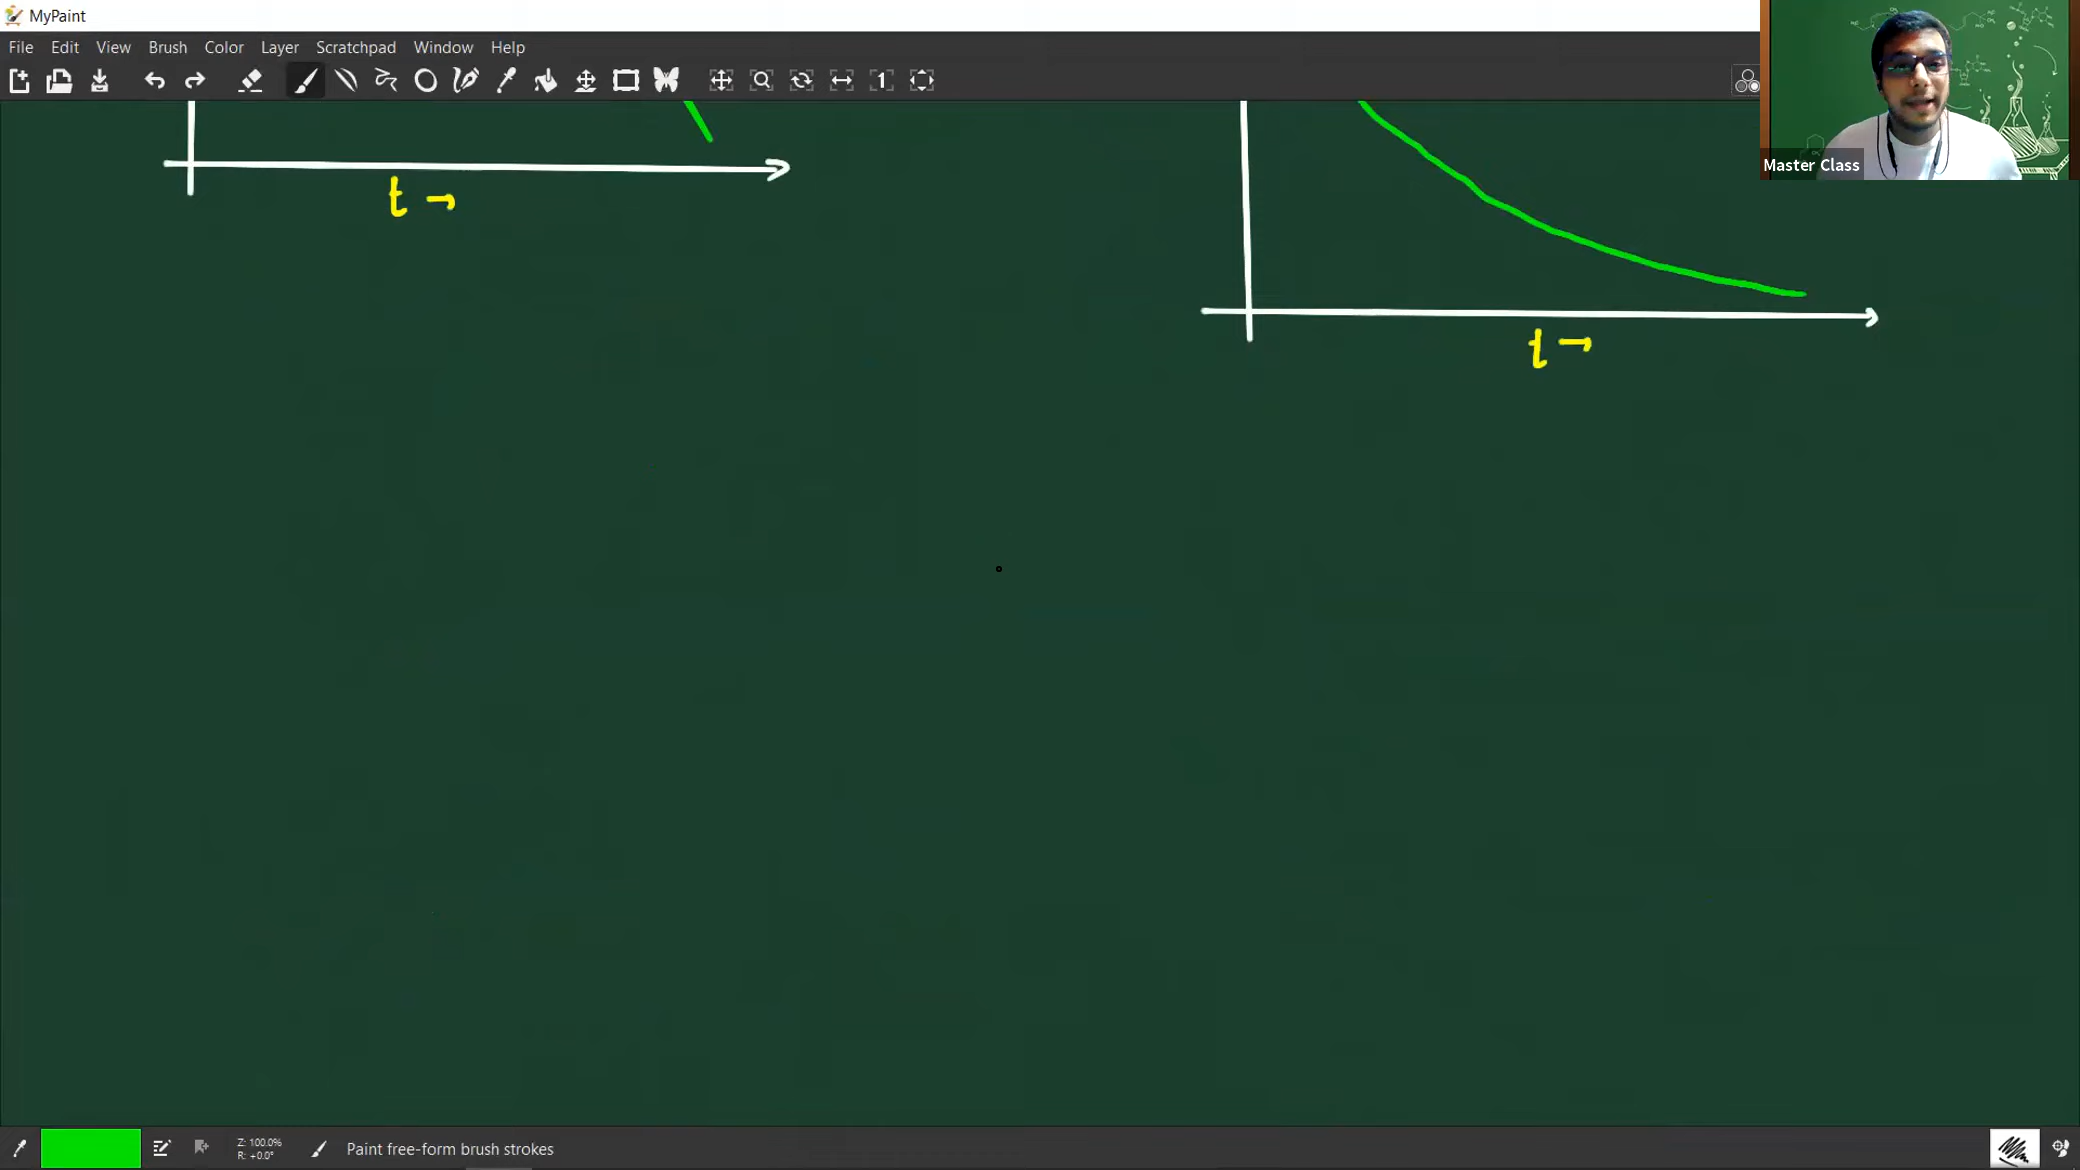 MyPaint
File Edit View Brush Color Layer Scratchpad Window Help
1
Master Class
t →
t →
Z: 100.0%
R: +0.0°
Paint free-form brush strokes